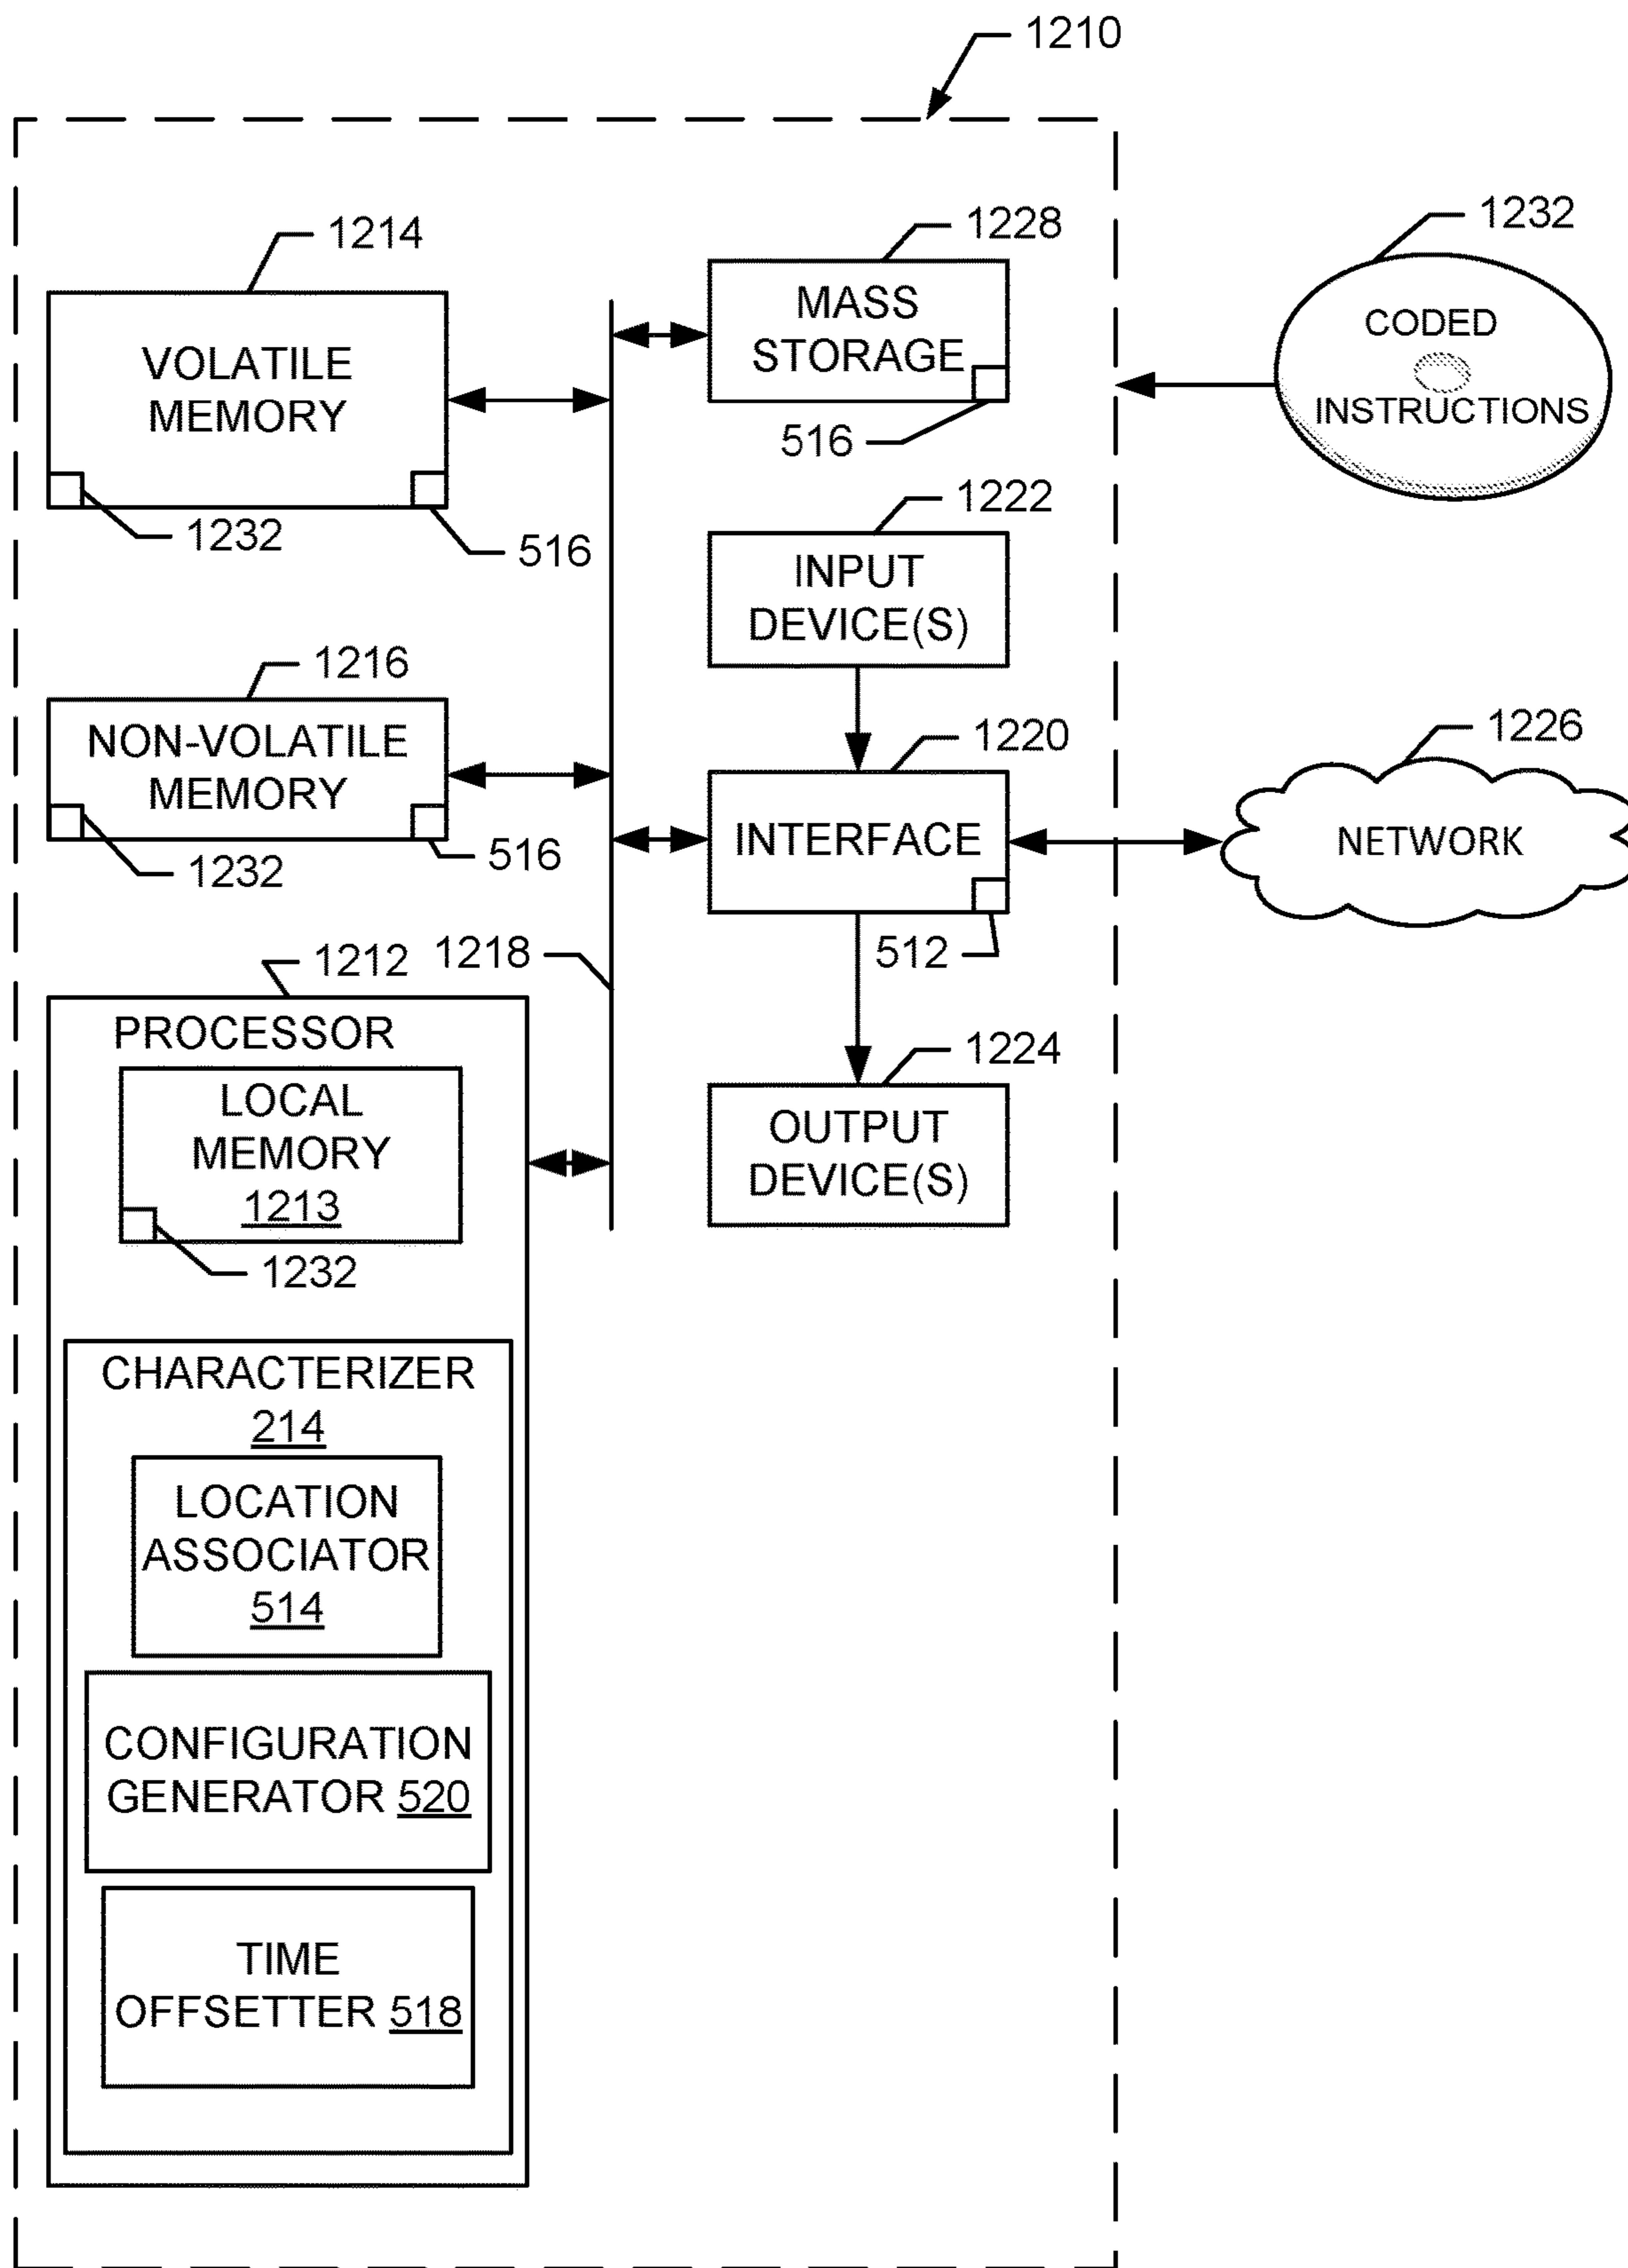 1210
1214
VOLATILE
MEMORY
1232
516
1228
MASS
STORAGE
516
1232
CODED
INSTRUCTIONS
1222
INPUT
DEVICE(S)
1216
NON-VOLATILE
MEMORY
1232
516
1220
INTERFACE
512
1226
NETWORK
1218
1212
PROCESSOR
LOCAL
MEMORY
1213
1232
1224
OUTPUT
DEVICE(S)
CHARACTERIZER
214
LOCATION
ASSOCIATOR
514
CONFIGURATION
GENERATOR 520
TIME
OFFSETTER 518